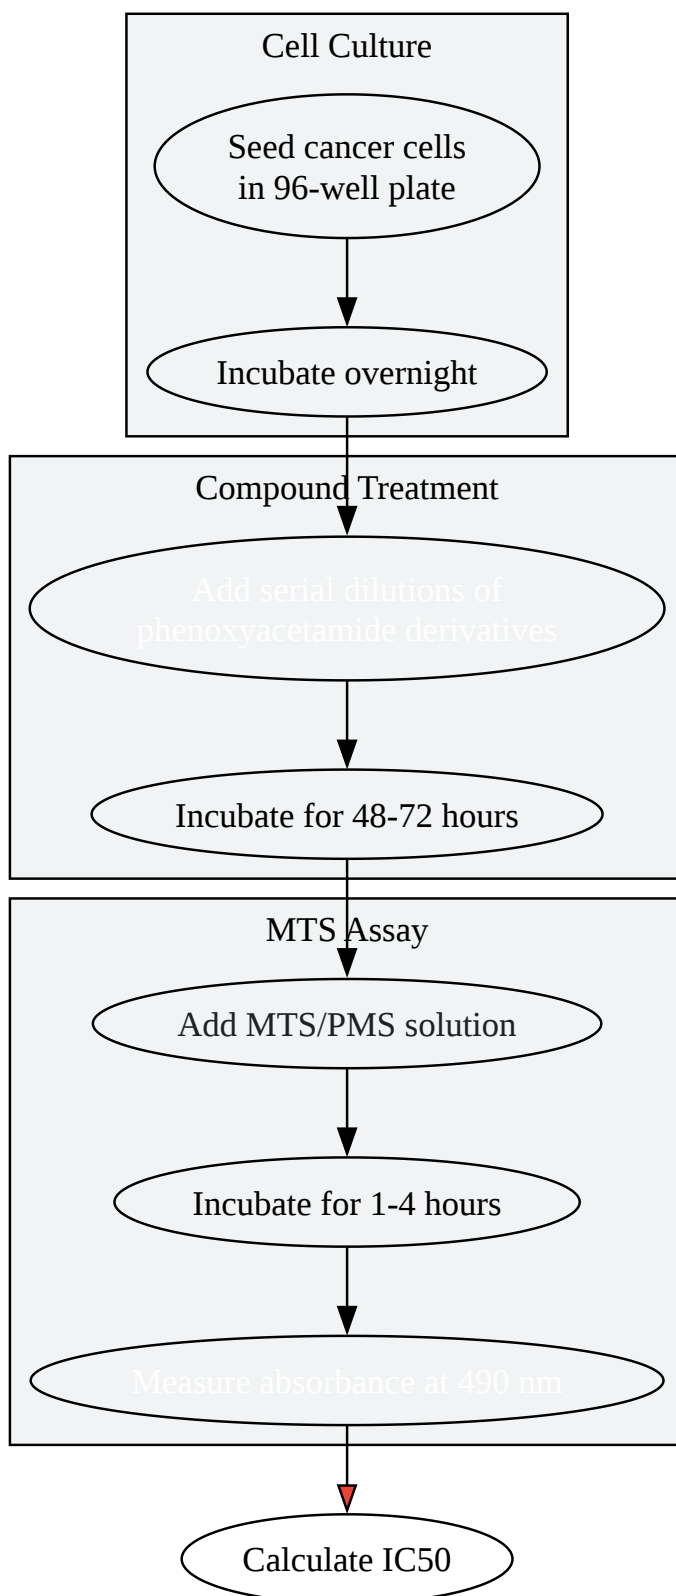 Cell Culture
Seed cancer cells
in 96-well plate
Incubate overnight
Compound Treatment
Add serial dilutions of
phenoxyacetamide derivatives
Incubate for 48-72 hours
MTS Assay
Add MTS/PMS solution
Incubate for 1-4 hours
Measure absorbance at 490 nm
Calculate IC50